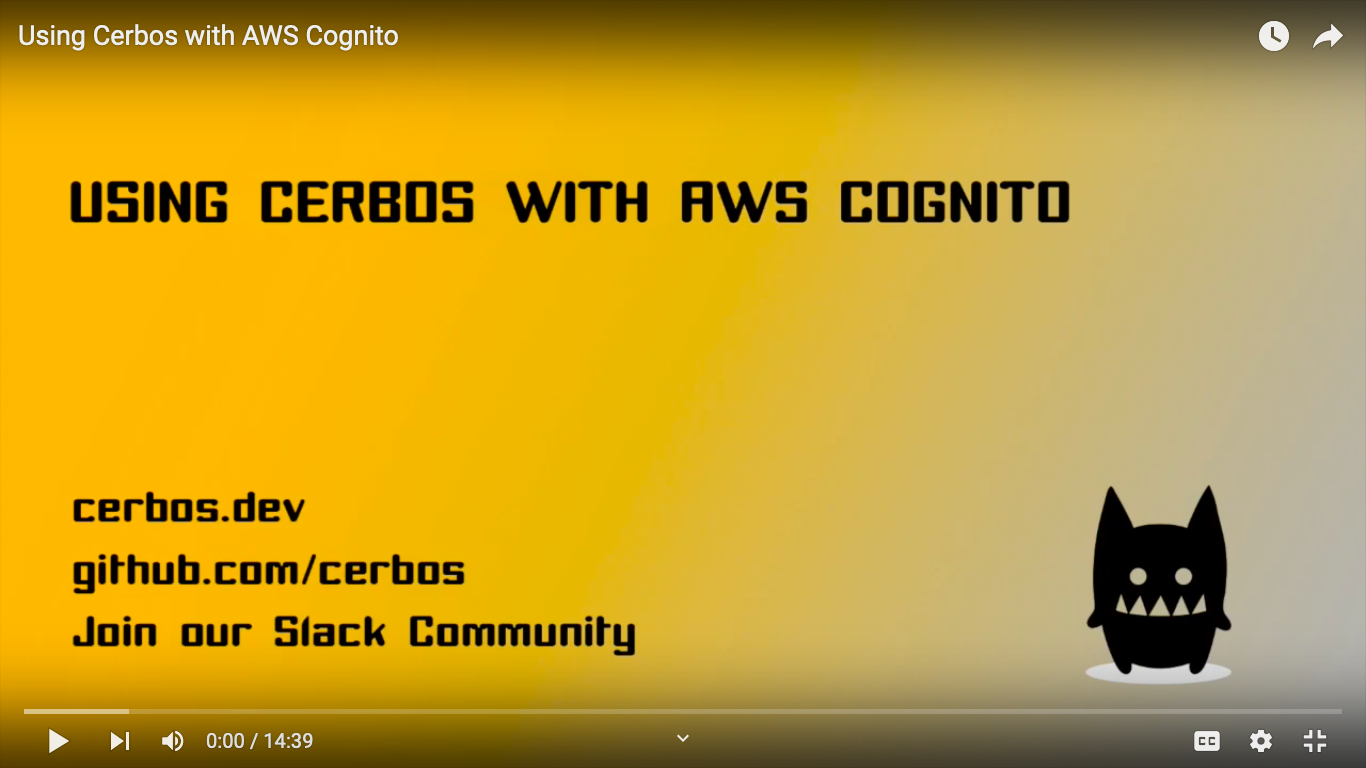 Using Cerbos with AWS Cognito
USING CERBOS WITH AWS COGNITO
cerbos.dev
github.com/cerbos
Join our Slack Community
0:00 / 14:39
CC